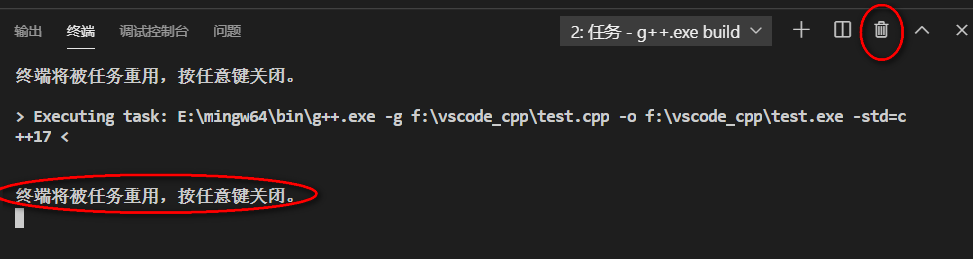 输出 终端 调试控制台 问题 2: 任务 - g++.exe build
终端将被任务重用，按任意键关闭。
> Executing task: E:\mingw64\bin\g++.exe -g f:\vscode_cpp\test.cpp -o f:\vscode_cpp\test.exe -std=c
++17 <
终端将被任务重用，按任意键关闭。